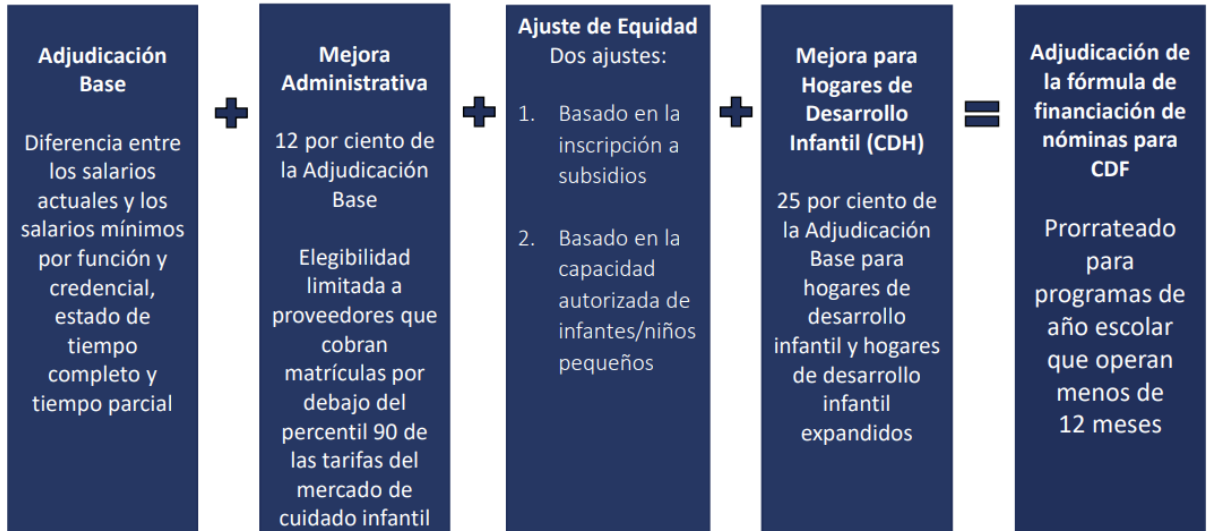 Adjudicación
Base
Diferencia entre
los salarios
actuales y los
salarios mínimos
por función y
credencial,
estado de
tiempo
completo y
tiempo parcial
Mejora
Administrativa
12 por ciento de
la Adjudicación
Base
Elegibilidad
limitada a
proveedores que
cobran
matrículas por
debajo del
percentil 90 de
las tarifas del
mercado de
cuidado infantil
Ajuste de Equidad
Dos ajustes:
1. Basado en la
inscripción a
subsidios
2. Basado en la
capacidad
autorizada de
infantes/niños
pequeños
Mejora para
Hogares de
Desarrollo
Infantil (CDH)
25 por ciento de
la Adjudicación
Base para
hogares de
desarrollo
infantil y hogares
de desarrollo
infantil
expandidos
Adjudicación de
la fórmula de
financiación de
nóminas para
CDF
Prorrateado
para
programas de
año escolar
que operan
menos de
12 meses